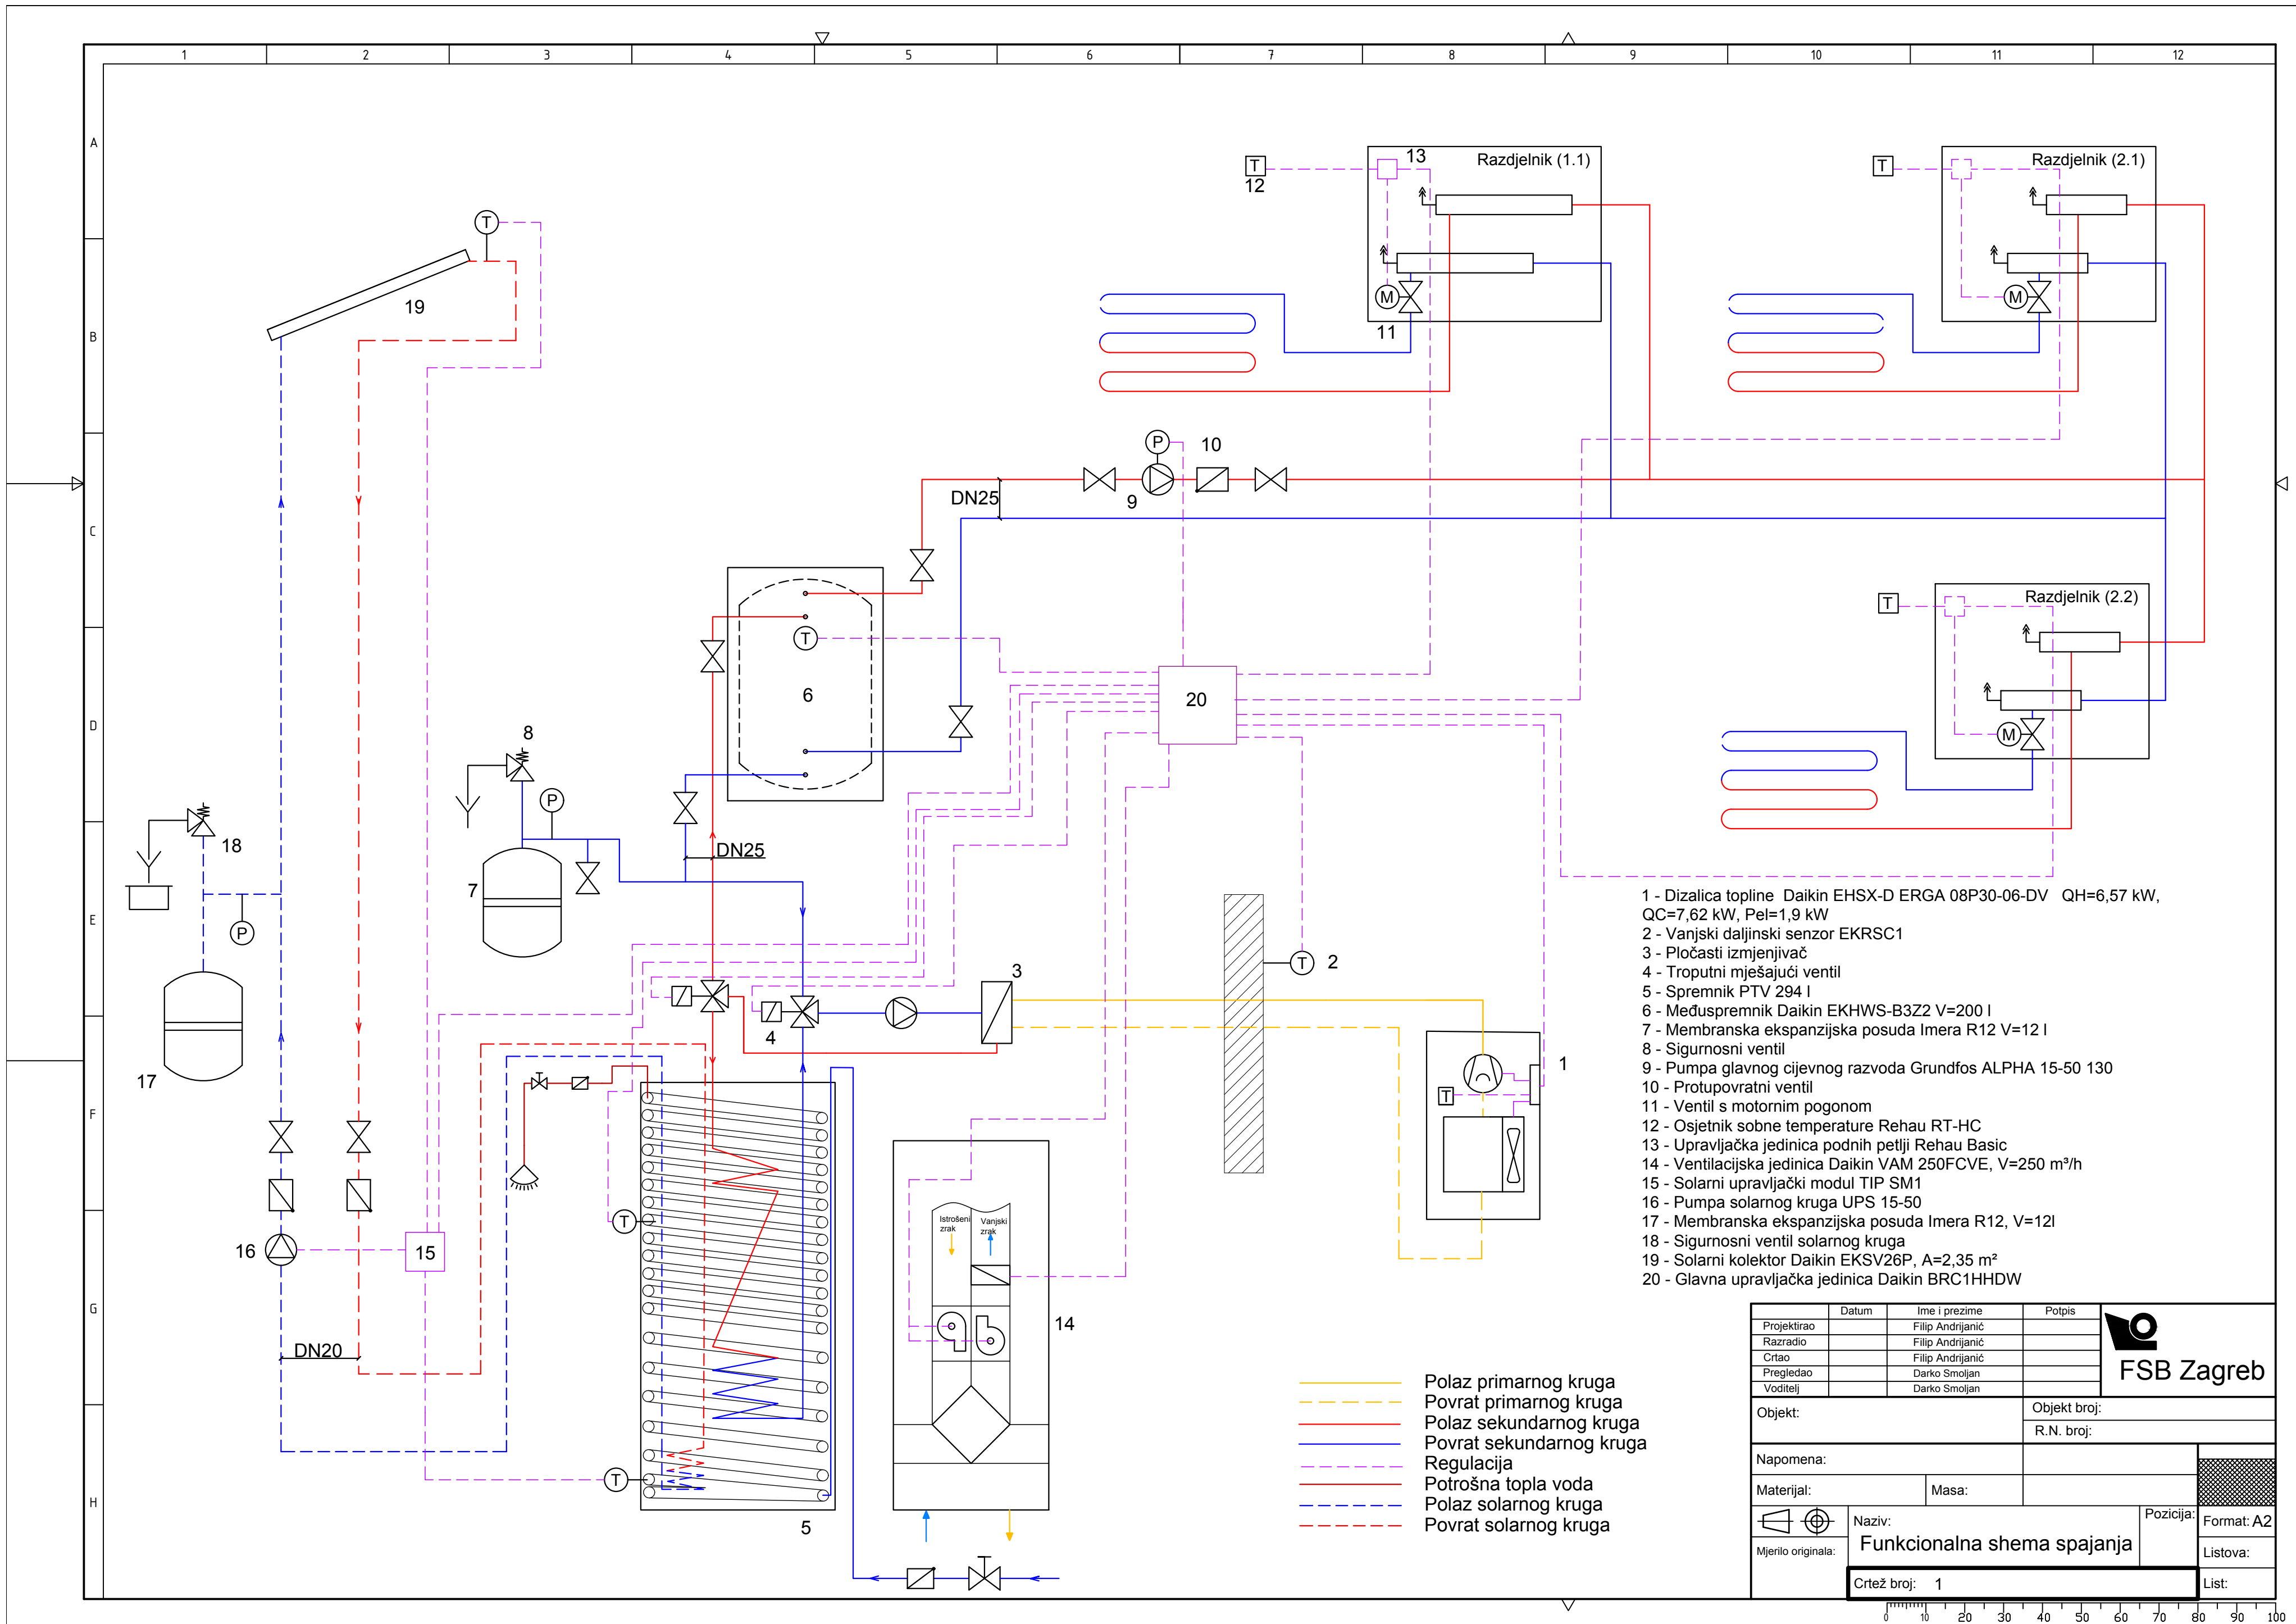 1 2 3 4 5 6 7 8 9 10 11 12
A
B
C
D
E
F
G
H
T
19
T
12
13
Razdjelnik (1.1)
M
11
T
Razdjelnik (2.1)
M
P
10
9
DN25
T
Razdjelnik (2.2)
M
T
6
20
8
P
7
DN25
18
P
17
3
4
T
2
1
T
16
15
DN20
T
T
5
Istrošeni
zrak
Vanjski
zrak
14
1 - Dizalica topline Daikin EHSX-D ERGA 08P30-06-DV QH=6,57 kW,
QC=7,62 kW, Pel=1,9 kW
2 - Vanjski daljinski senzor EKRSC1
3 - Pločasti izmjenjivač
4 - Troputni mješajući ventil
5 - Spremnik PTV 294 l
6 - Međuspremnik Daikin EKHWS-B3Z2 V=200 l
7 - Membranska ekspanzijska posuda Imera R12 V=12 l
8 - Sigurnosni ventil
9 - Pumpa glavnog cijevnog razvoda Grundfos ALPHA 15-50 130
10 - Protupovratni ventil
11 - Ventil s motornim pogonom
12 - Osjetnik sobne temperature Rehau RT-HC
13 - Upravljačka jedinica podnih petlji Rehau Basic
14 - Ventilacijska jedinica Daikin VAM 250FCVE, V=250 m³/h
15 - Solarni upravljački modul TIP SM1
16 - Pumpa solarnog kruga UPS 15-50
17 - Membranska ekspanzijska posuda Imera R12, V=12l
18 - Sigurnosni ventil solarnog kruga
19 - Solarni kolektor Daikin EKSV26P, A=2,35 m²
20 - Glavna upravljačka jedinica Daikin BRC1HHDW
Polaz primarnog kruga
Povrat primarnog kruga
Polaz sekundarnog kruga
Povrat sekundarnog kruga
Regulacija
Potrošna topla voda
Polaz solarnog kruga
Povrat solarnog kruga
Datum Ime i prezime Potpis
Projektirao Filip Andrijanić
Razradio Filip Andrijanić
Crtao Filip Andrijanić
Pregledao Darko Smoljan
Voditelj Darko Smoljan
FSB Zagreb
Objekt:
Objekt broj:
R.N. broj:
Napomena:
Materijal:
Masa:
Naziv:
Funkcionalna shema spajanja
Pozicija:
Format: A2
Mjerilo originala:
Listova:
Crtež broj: 1
List:
0 10 20 30 40 50 60 70 80 90 100